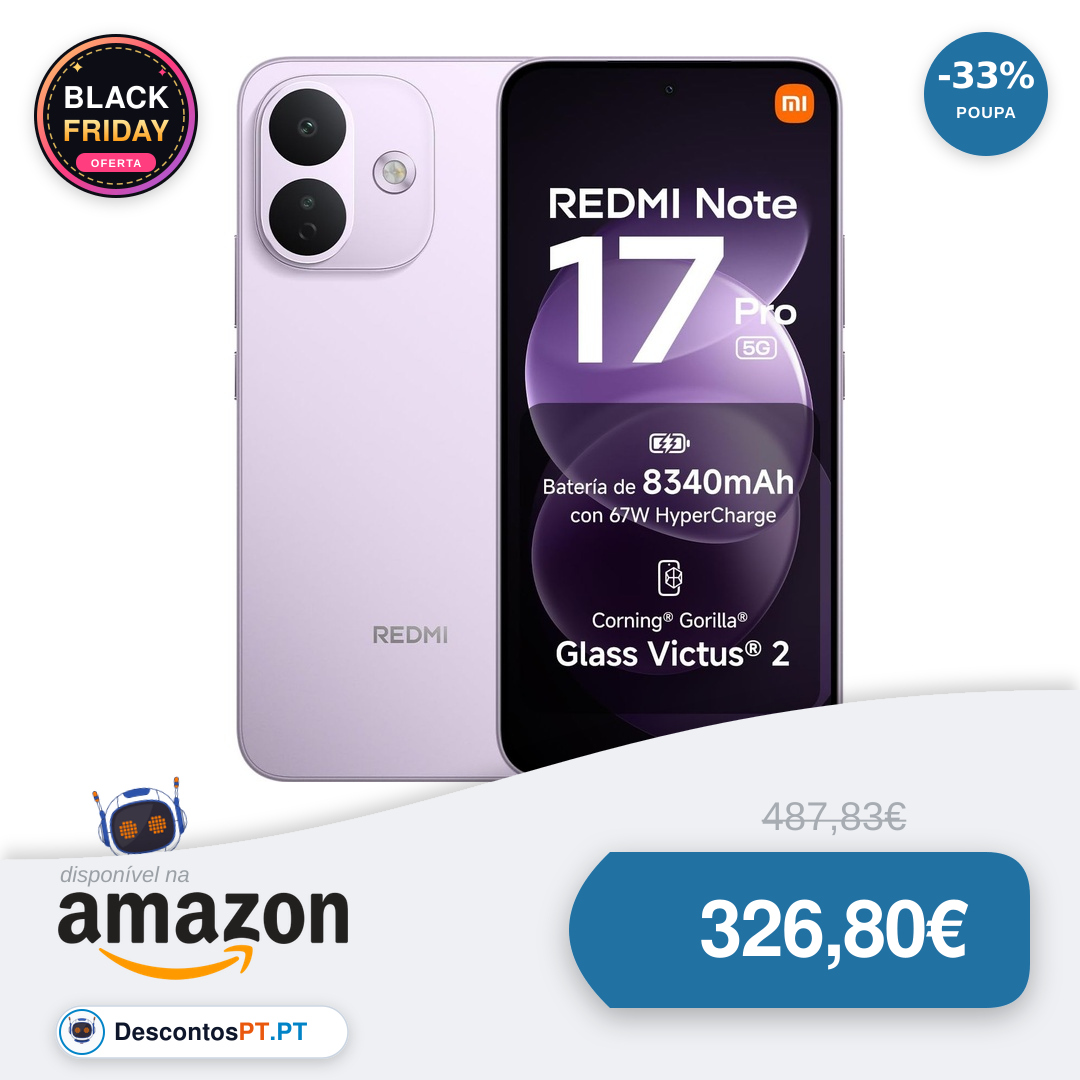 BLACK
FRIDAY
OFERTA
-33%
POUPA
mi
REDMI Note
17
Pro
5G
Batería de 8340mAh
con 67W HyperCharge
Corning® Gorilla®
Glass Victus® 2
REDMI
487,83€
326,80€
disponível na
amazon
DescontosPT.PT